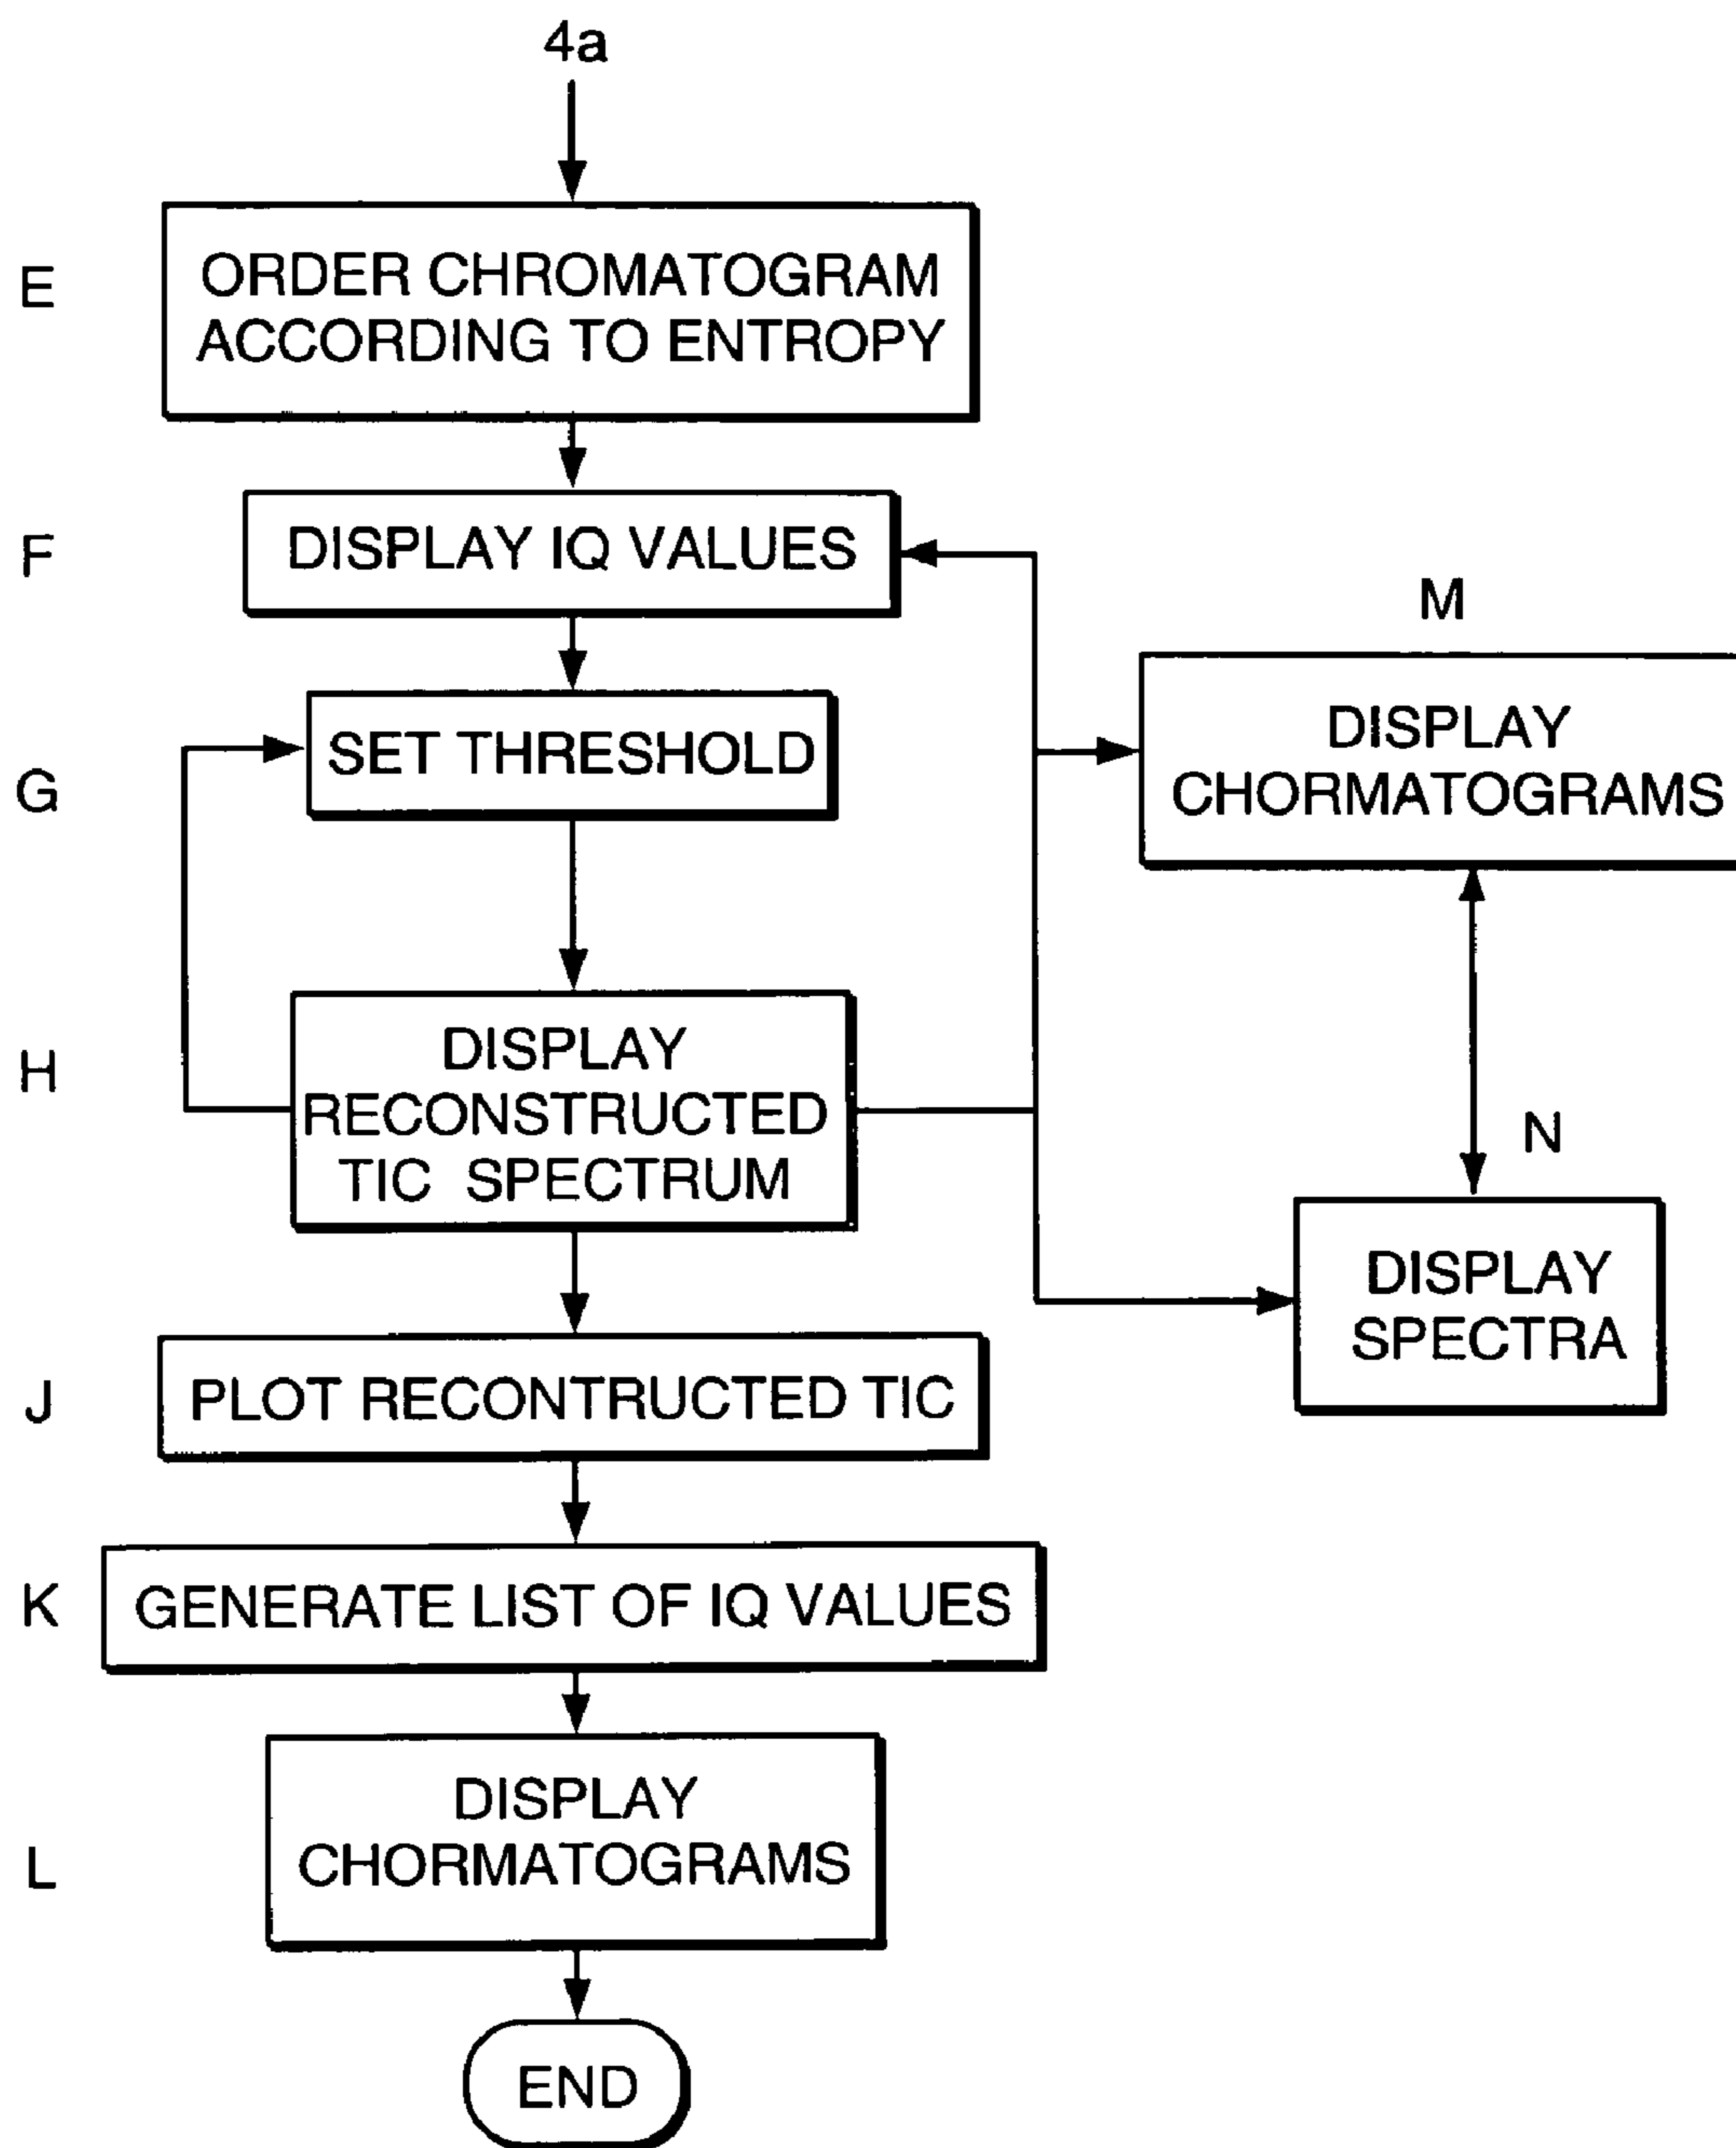 4a
E
ORDER CHROMATOGRAM
ACCORDING TO ENTROPY
F
DISPLAY IQ VALUES
M
G
SET THRESHOLD
DISPLAY
CHORMATOGRAMS
H
DISPLAY
RECONSTRUCTED
TIC SPECTRUM
N
DISPLAY
SPECTRA
J
PLOT RECONTRUCTED TIC
K
GENERATE LIST OF IQ VALUES
L
DISPLAY
CHORMATOGRAMS
END